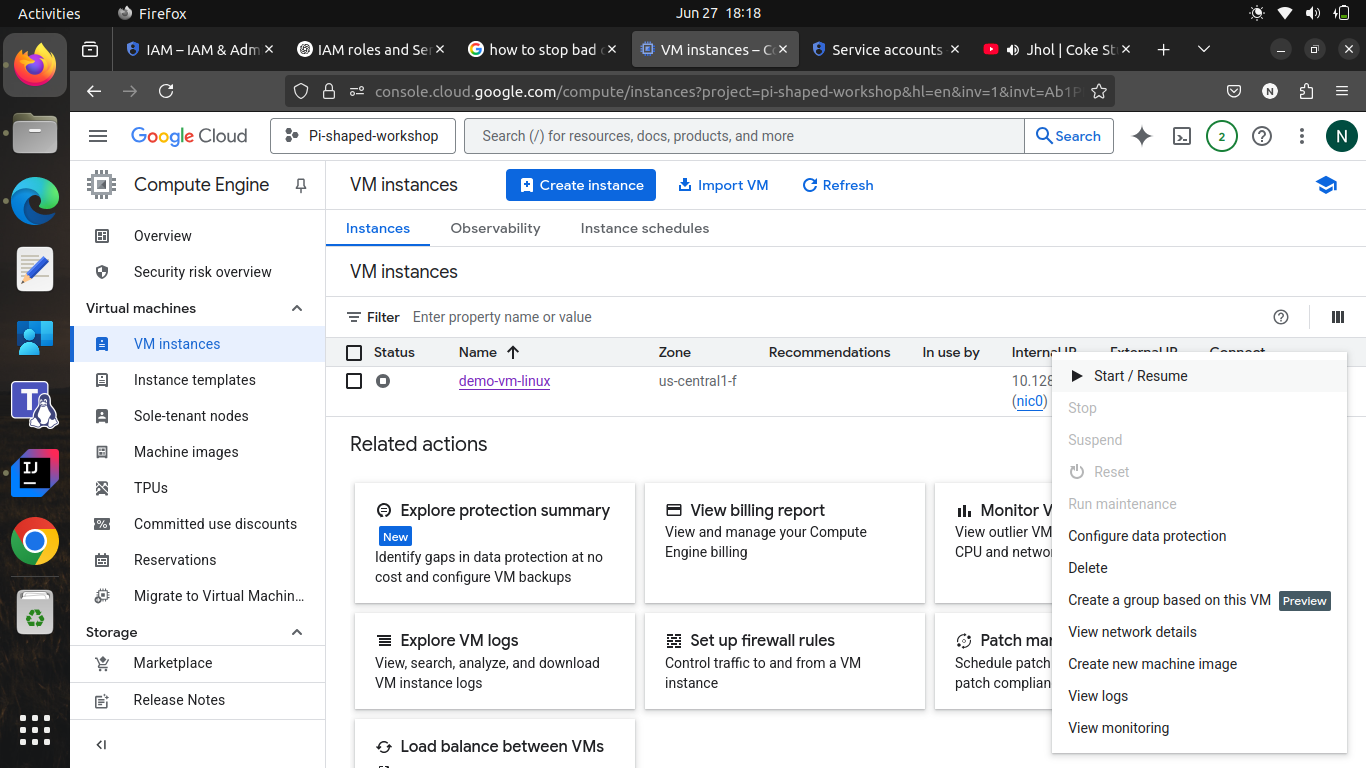 Activities
Firefox
Jun 27 18:18
IAM – IAM & Adm
IAM roles and Ser
how to stop bad
VM instances – Co
Service accounts
Jhol | Coke St
console.cloud.google.com/compute/instances?project=pi-shaped-workshop&hl=en&inv=1&invt=Ab1P
N
Google Cloud
Pi-shaped-workshop
Search (/) for resources, docs, products, and more
Search
2
N
Compute Engine
VM instances
Create instance
Import VM
Refresh
Overview
Security risk overview
Virtual machines
VM instances
Instance templates
Sole-tenant nodes
Machine images
TPUs
Committed use discounts
Reservations
Migrate to Virtual Machin...
Storage
Marketplace
Release Notes
Instances
Observability
Instance schedules
VM instances
Filter
Enter property name or value
Status
Name
Zone
Recommendations
In use by
Internal IP
External IP
Connect
demo-vm-linux
us-central1-f
10.128
(nic0)
Related actions
Explore protection summary
New
Identify gaps in data protection at no
cost and configure VM backups
View billing report
View and manage your Compute
Engine billing
Monitor V
View outlier VM
CPU and netwo
Explore VM logs
View, search, analyze, and download
VM instance logs
Set up firewall rules
Control traffic to and from a VM
instance
Patch ma
Schedule patch
patch complian
Load balance between VMs
Start / Resume
Stop
Suspend
Reset
Run maintenance
Configure data protection
Delete
Create a group based on this VM Preview
View network details
Create new machine image
View logs
View monitoring